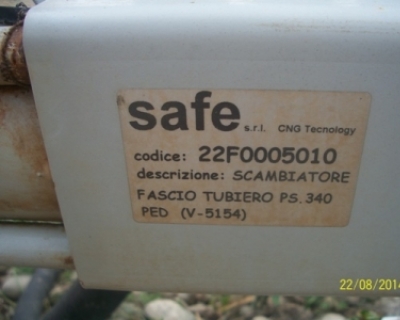 safe s.r.l. CNG Tecnology
codice: 22F0005010
descrizione: SCAMBIATORE
FASCIO TUBIERO PS.340
PED (V-5154)
22/08/2014